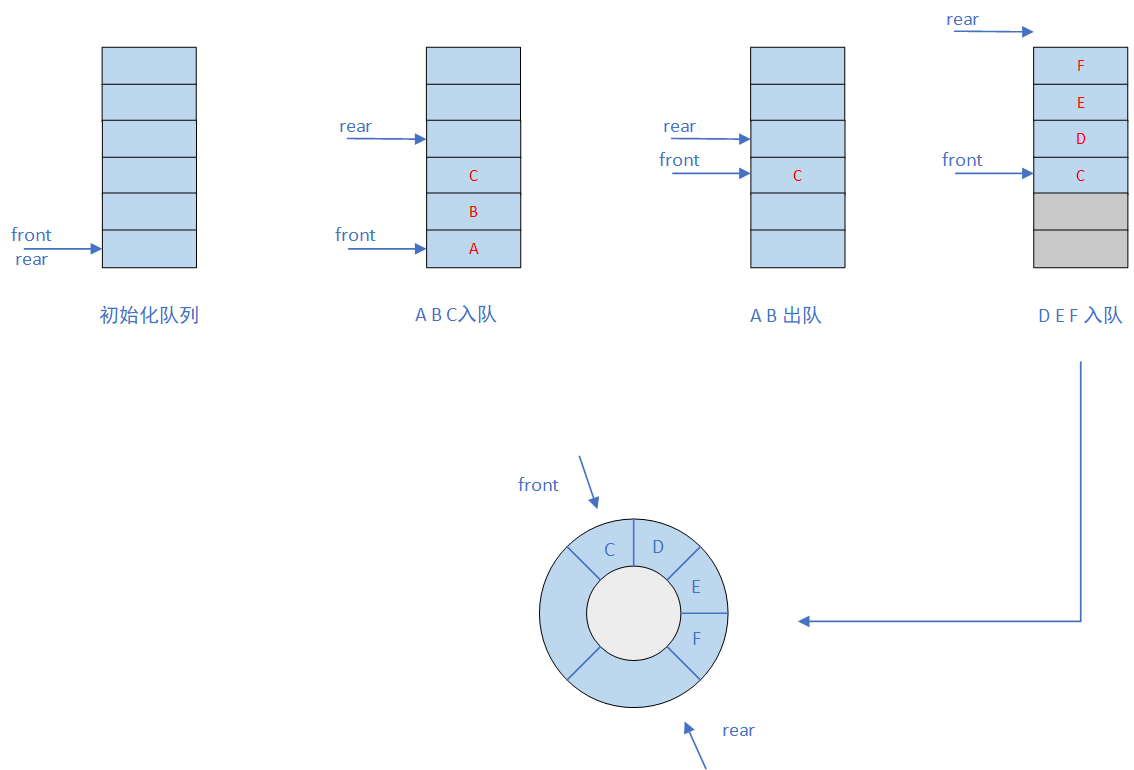 front
rear
初始化队列
rear
C
B
front
A
A B C入队
rear
front
C
A B 出队
rear
F
E
D
front
C
D E F 入队
front
C
D
E
F
rear